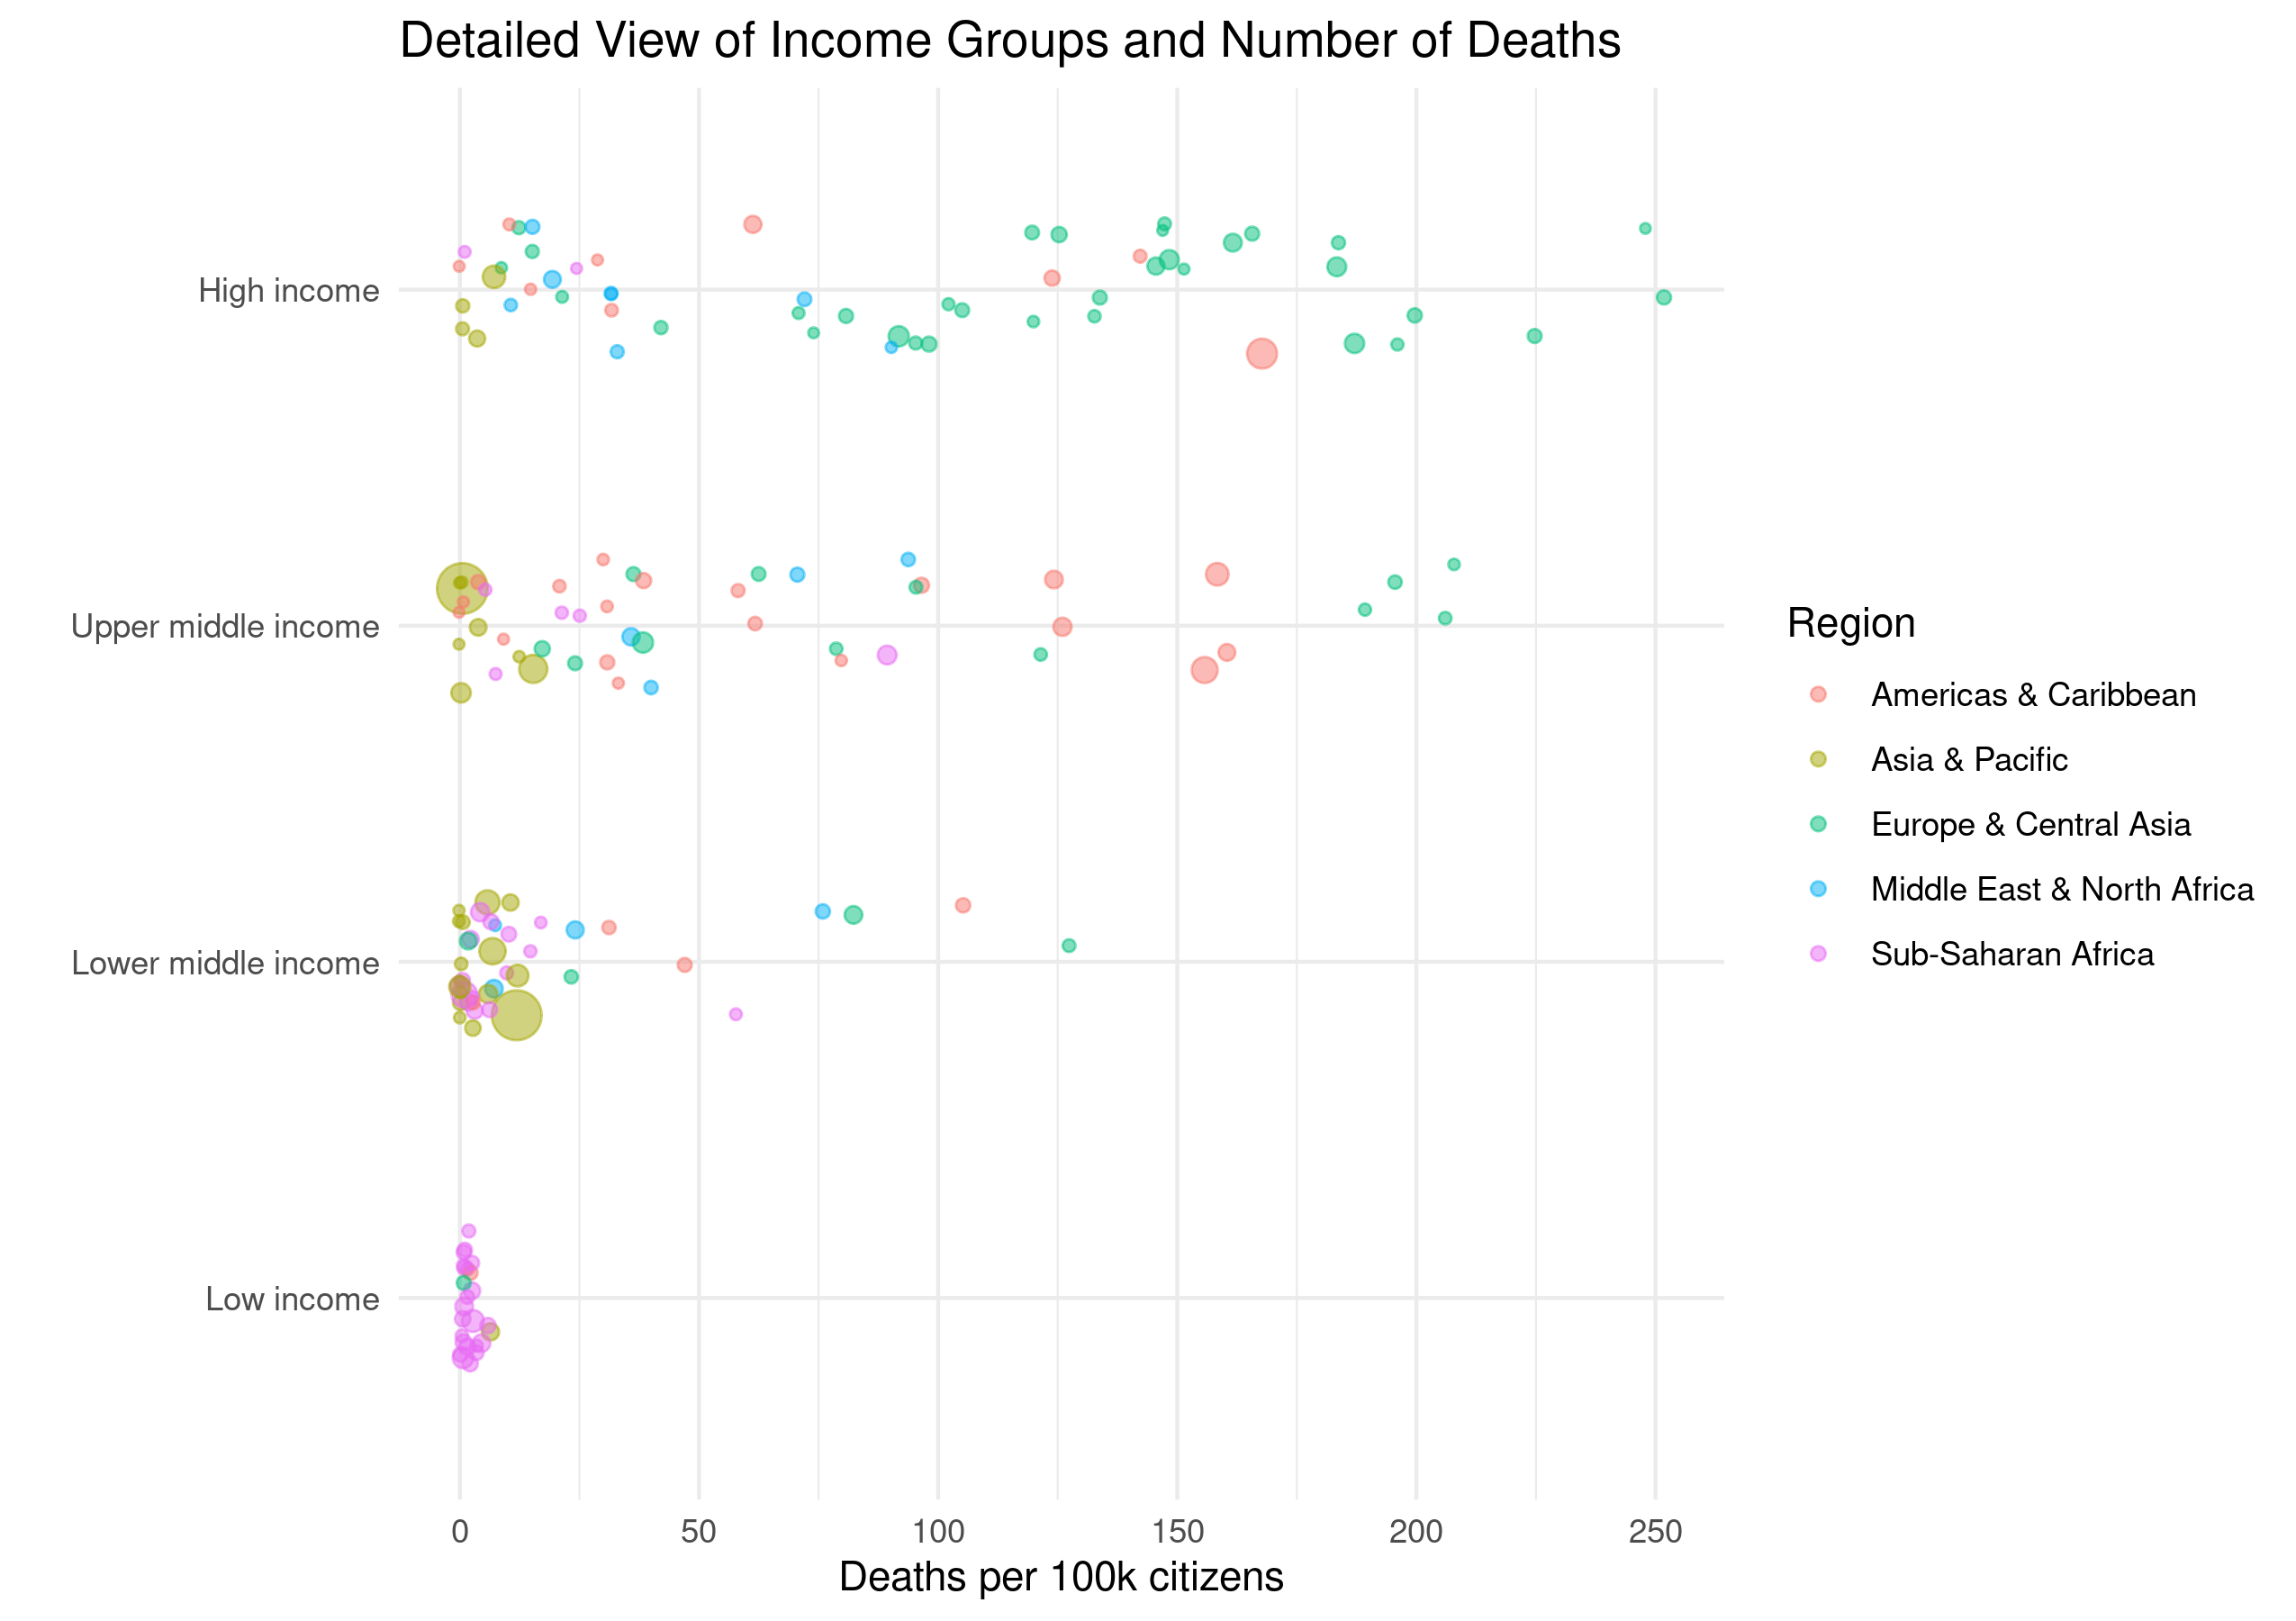 Detailed View of Income Groups and Number of Deaths
High income
Upper middle income
Lower middle income
Low income
0 50 100 150 200 250
Deaths per 100k citizens
Region
Americas & Caribbean
Asia & Pacific
Europe & Central Asia
Middle East & North Africa
Sub-Saharan Africa